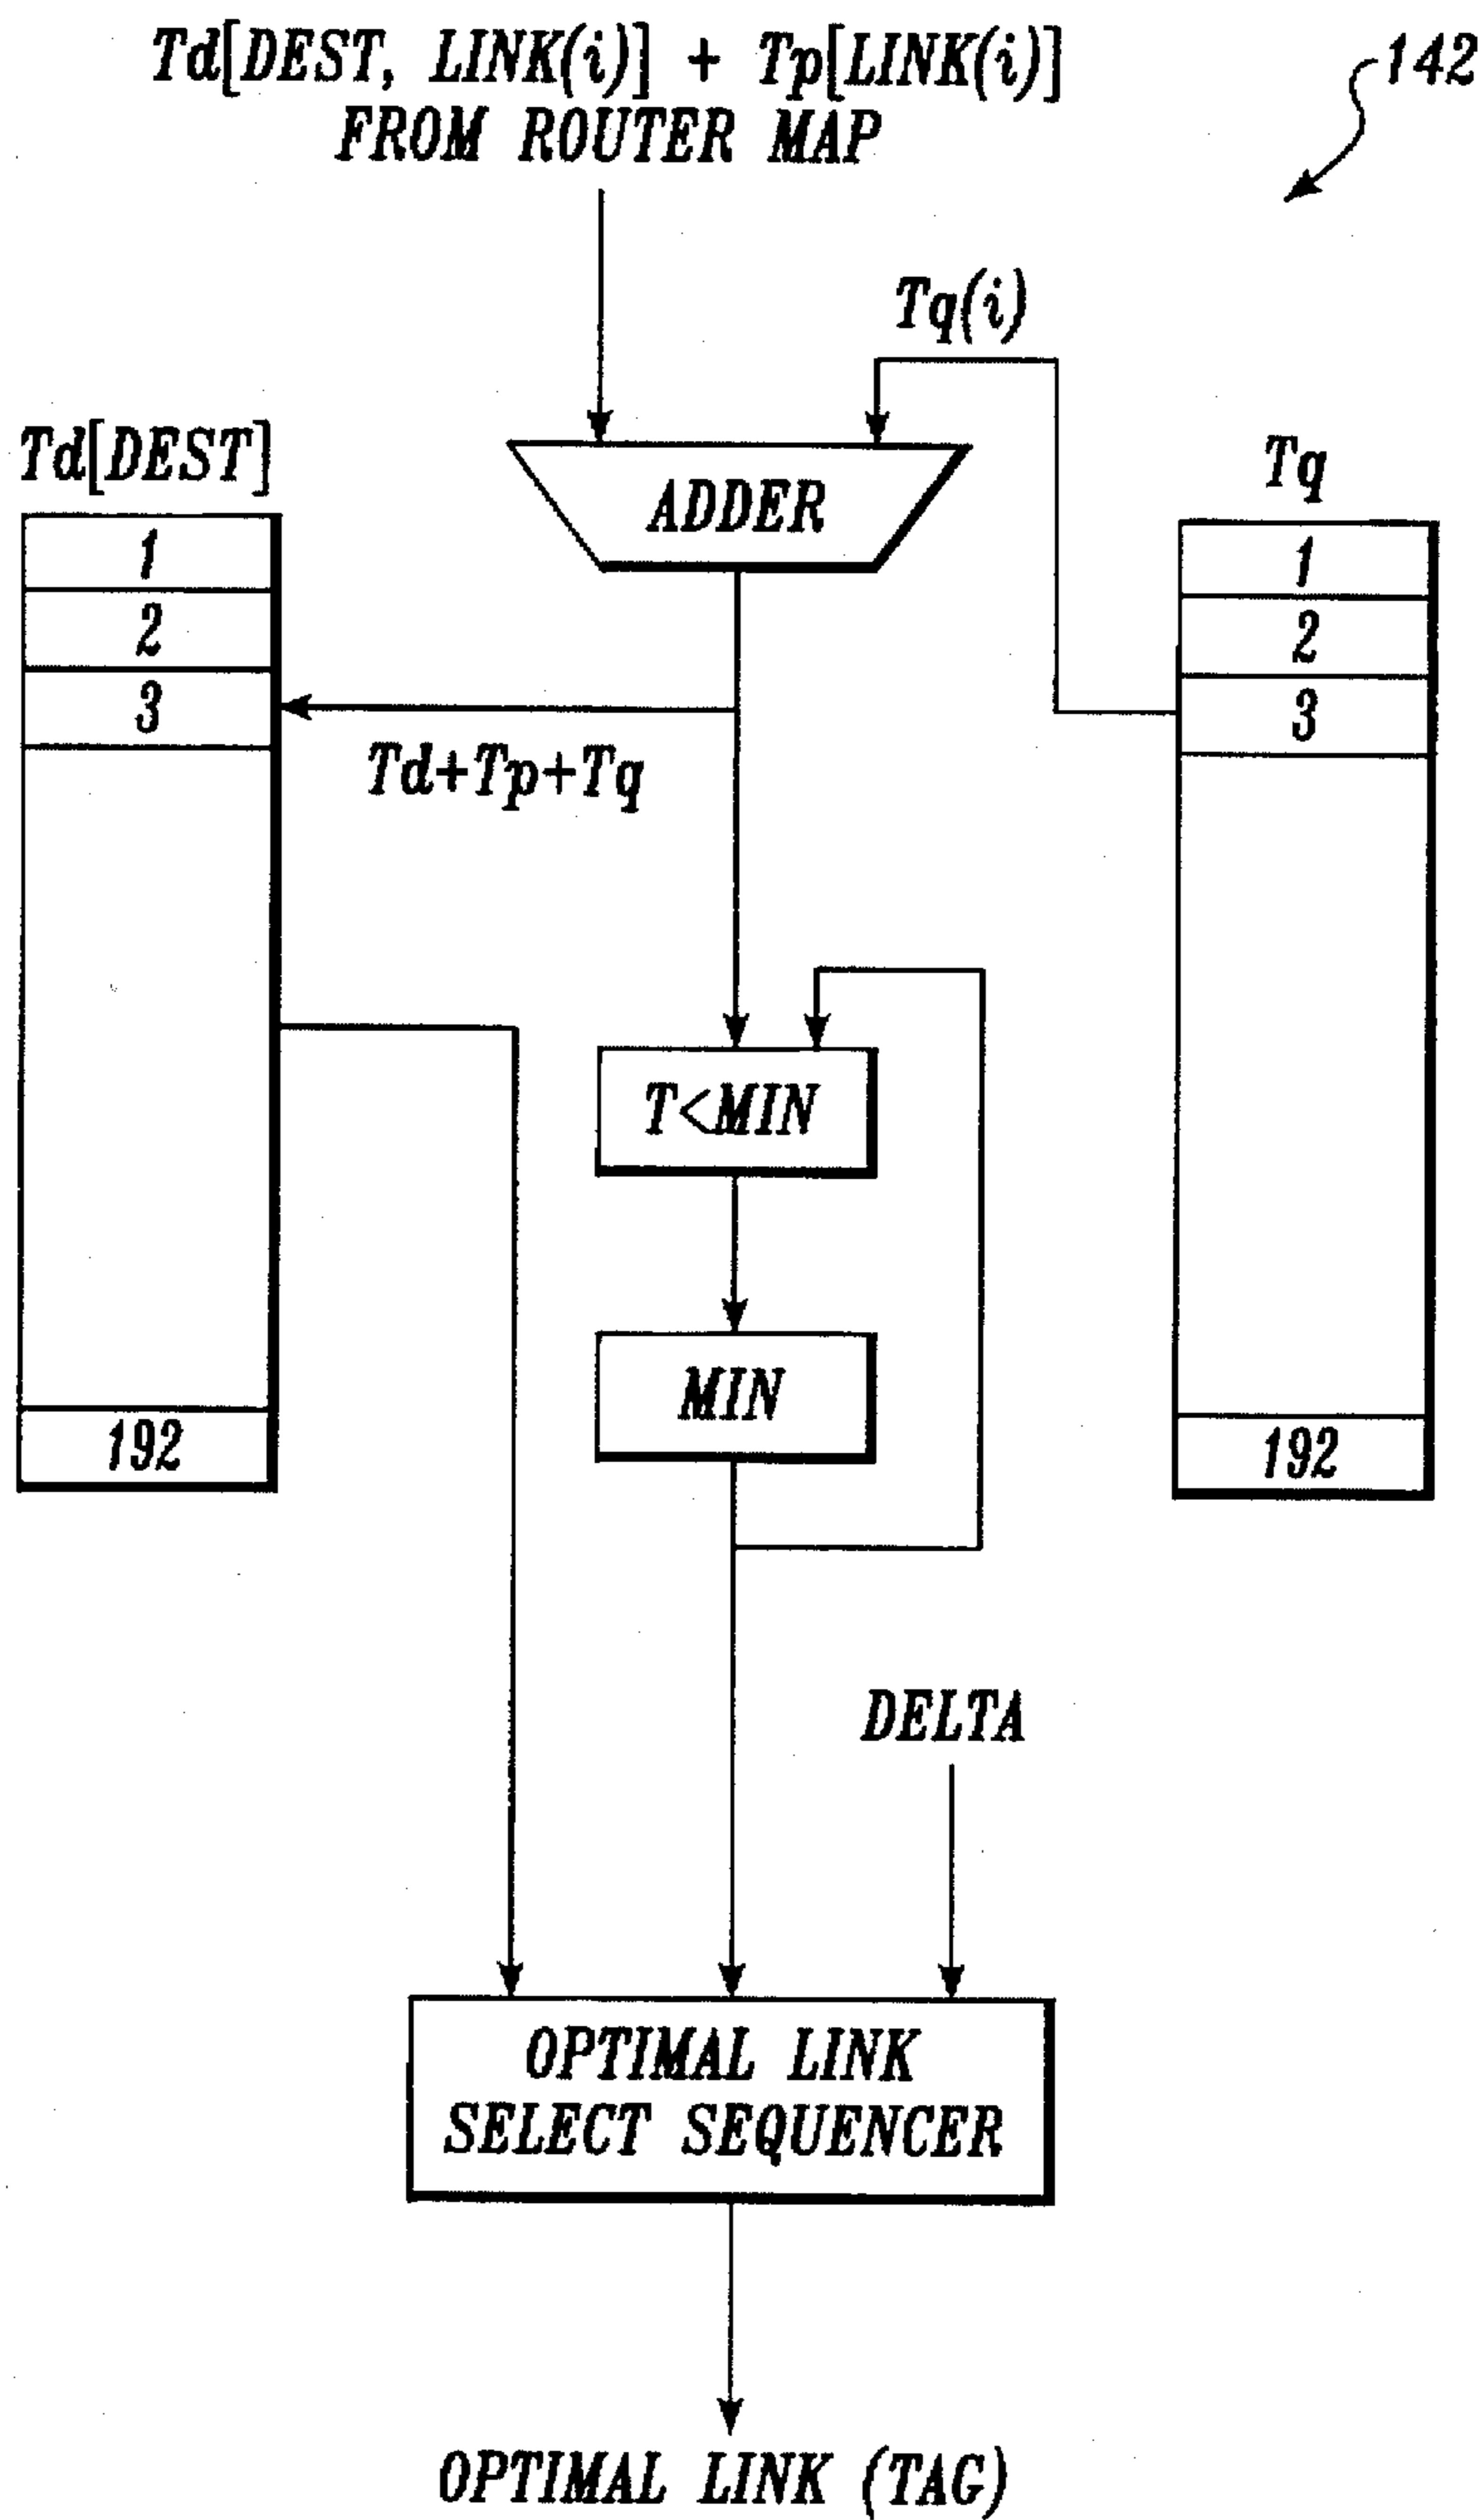 Td[DEST, LINK(i)] + Tp[LINK(i)]
FROM ROUTER MAP
142
Tq(i)
Td[DEST]
ADDER
Tq
1
2
3
192
Td+Tp+Tq
1
2
3
192
T<MIN
MIN
DELTA
OPTIMAL LINK
SELECT SEQUENCER
OPTIMAL LINK (TAG)